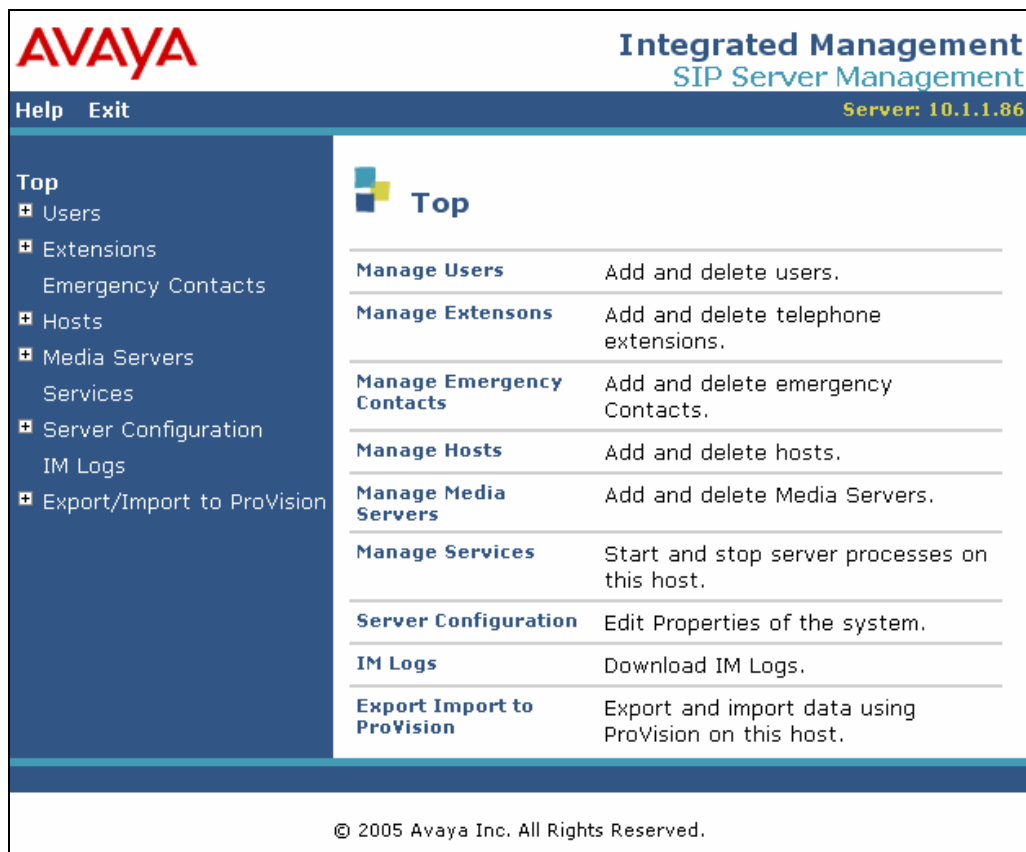 AVAYA
Integrated Management
SIP Server Management
Help Exit
Server: 10.1.1.86
Top
Users
Extensions
Emergency Contacts
Hosts
Media Servers
Services
Server Configuration
IM Logs
Export/Import to ProVision
Top
Manage Users
Add and delete users.
Manage Extensons
Add and delete telephone
extensions.
Manage Emergency
Contacts
Add and delete emergency
Contacts.
Manage Hosts
Add and delete hosts.
Manage Media
Servers
Add and delete Media Servers.
Manage Services
Start and stop server processes on
this host.
Server Configuration
Edit Properties of the system.
IM Logs
Download IM Logs.
Export Import to
ProVision
Export and import data using
ProVision on this host.
© 2005 Avaya Inc. All Rights Reserved.